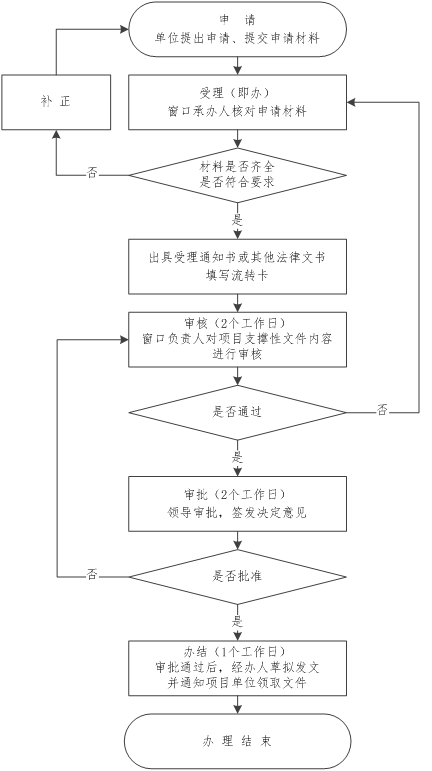 申 请
单位提出申请、提交申请材料
受理（即办）
窗口承办人核对申请材料
补 正
材料是否齐全
是否符合要求
否
是
出具受理通知书或其他法律文书
填写流转卡
审核（2个工作日）
窗口负责人对项目支撑性文件内容
进行审核
是否通过
否
是
审批（2个工作日）
领导审批，签发决定意见
是否批准
否
是
办结（1个工作日）
审批通过后，经办人草拟发文
并通知项目单位领取文件
办 理 结 束